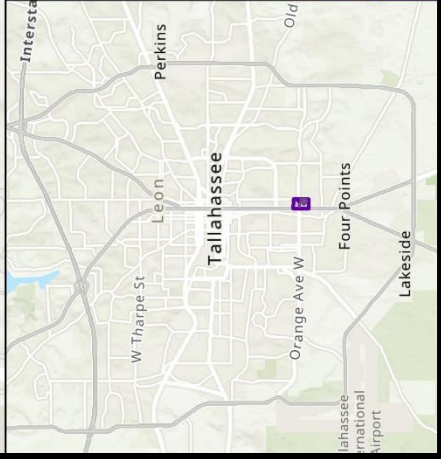 Intersta
Perkins
Old
Leon
Tallahassee
Four Points
Lakeside
W Tharpe St
Orange Ave W
lahassee
ernational
Airport